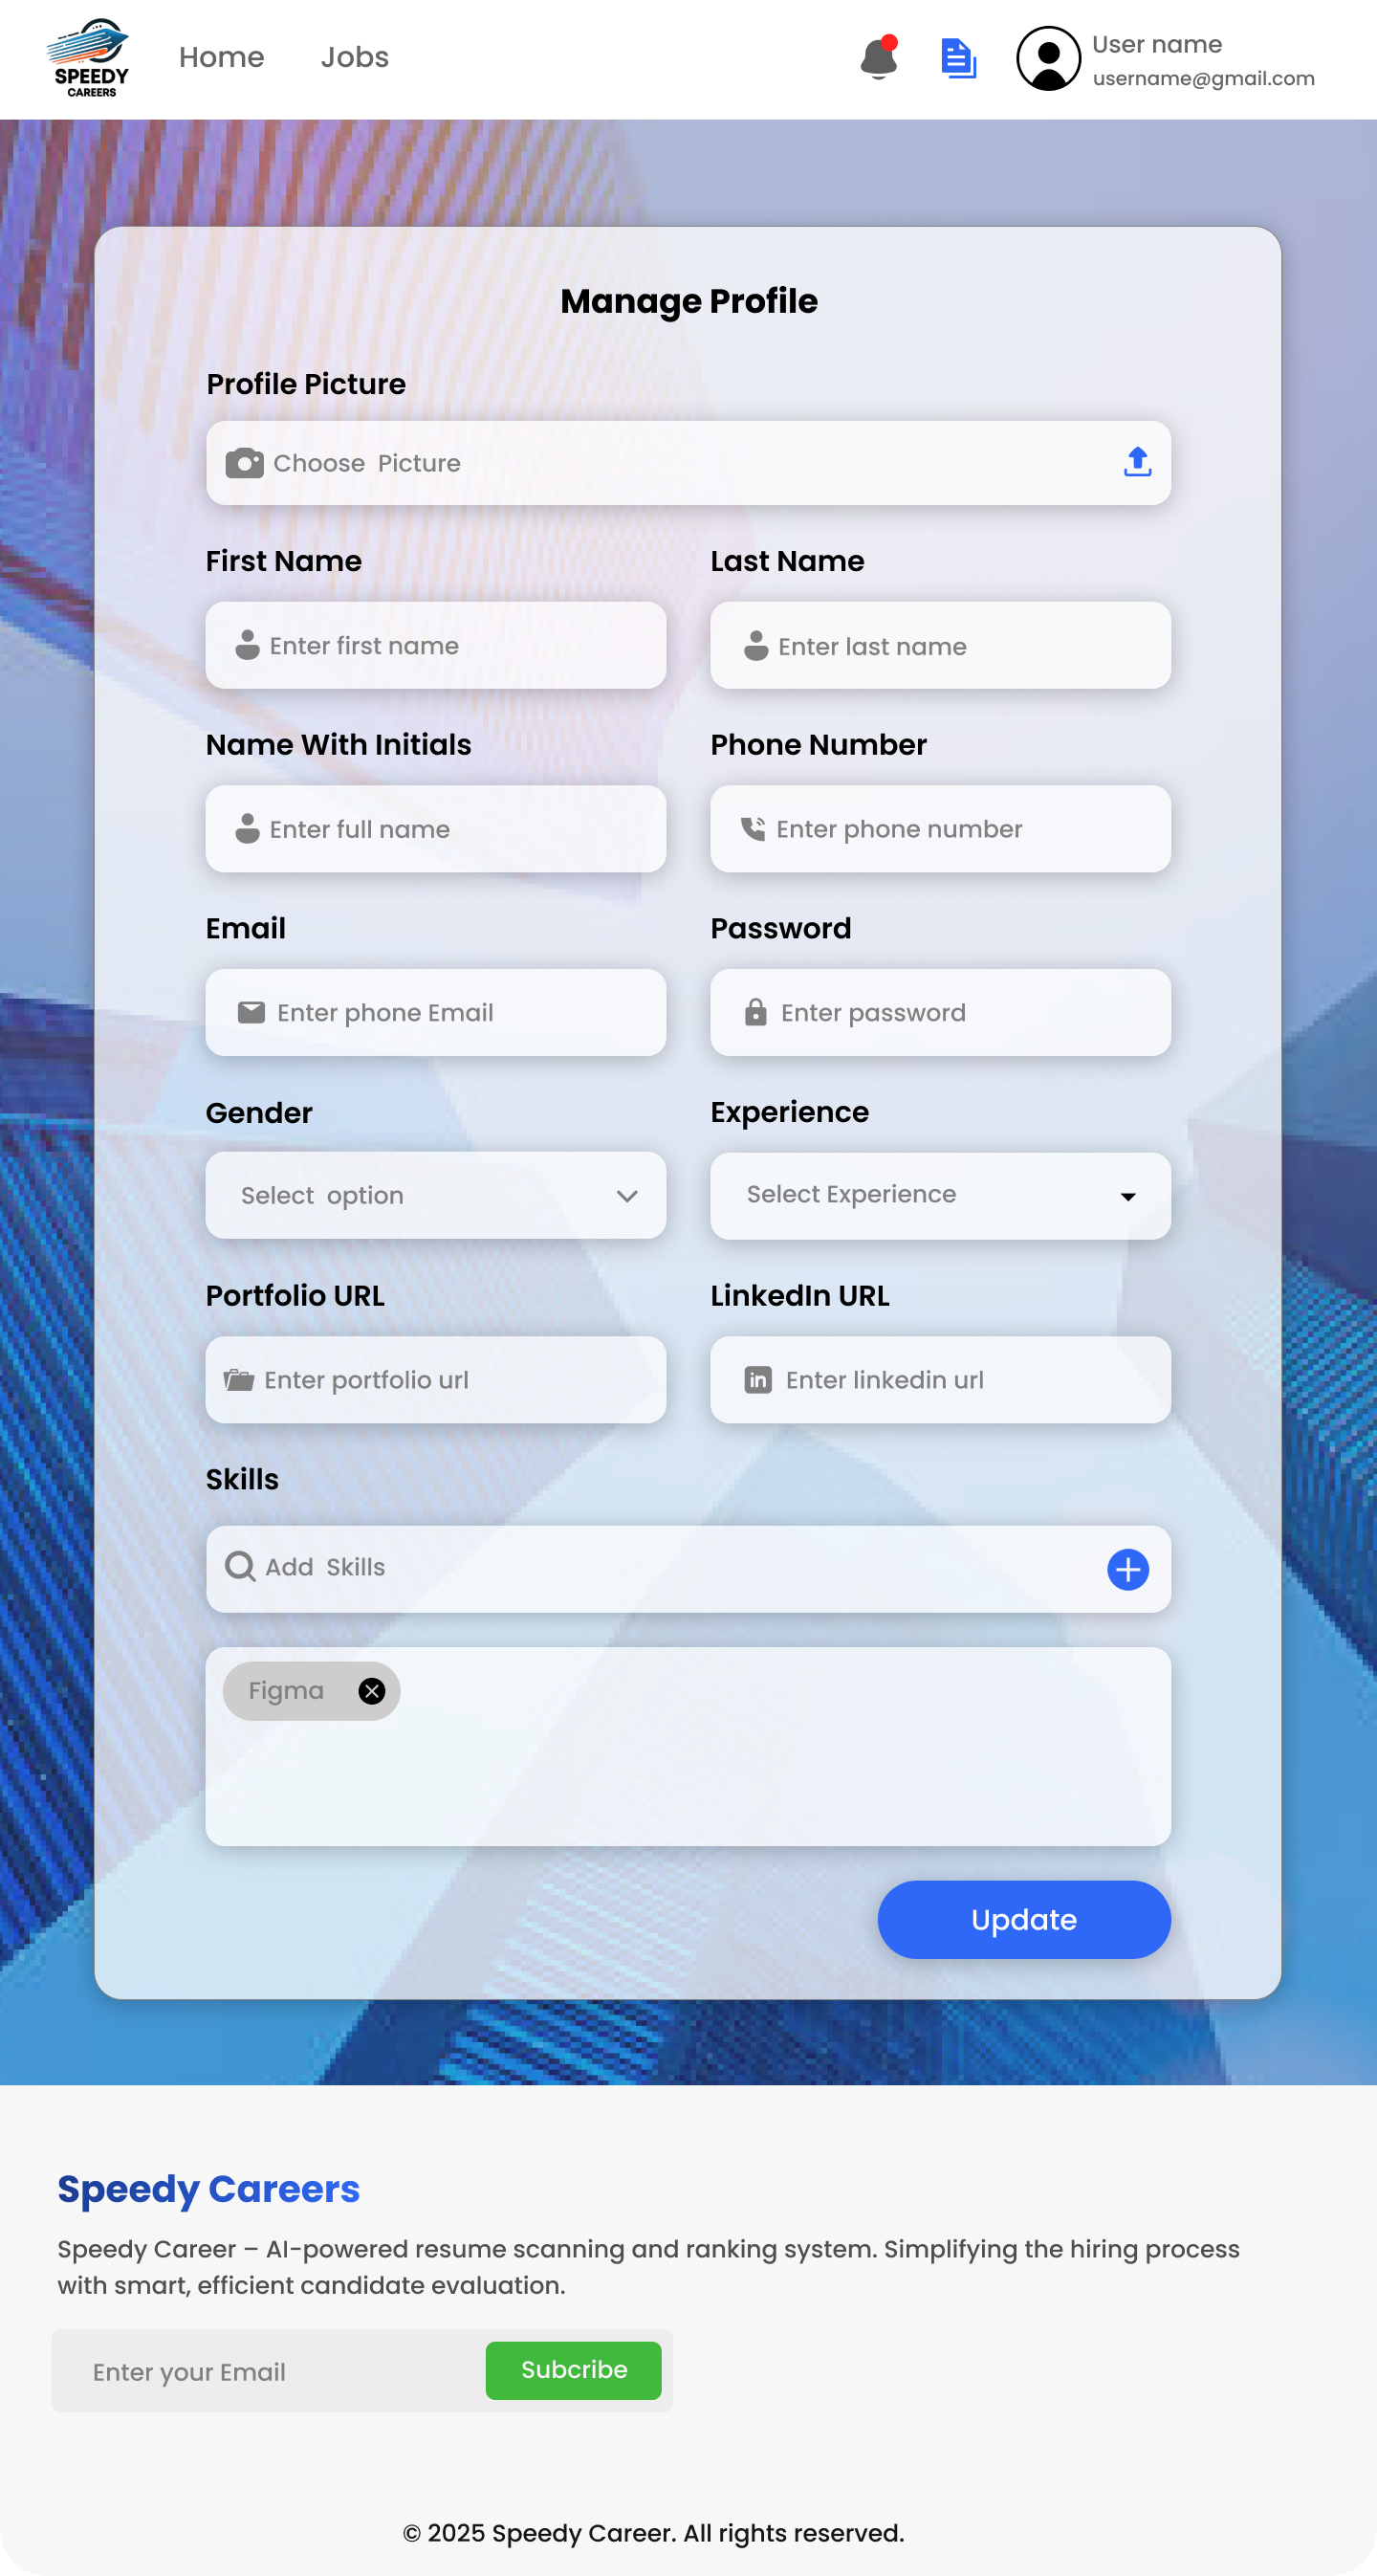 SPEEDY
CAREERS
Home
Jobs
User name
username@gmail.com
Manage Profile
Profile Picture
Choose Picture
First Name
Last Name
Enter first name
Enter last name
Name With Initials
Phone Number
Enter full name
Enter phone number
Email
Password
Enter phone Email
Enter password
Gender
Experience
Select option
Select Experience
Portfolio URL
LinkedIn URL
Enter portfolio url
in
Enter linkedin url
Skills
Add Skills
Figma
Update
Speedy Careers
Speedy Career – AI-powered resume scanning and ranking system. Simplifying the hiring process
with smart, efficient candidate evaluation.
Enter your Email
Subcribe
© 2025 Speedy Career. All rights reserved.